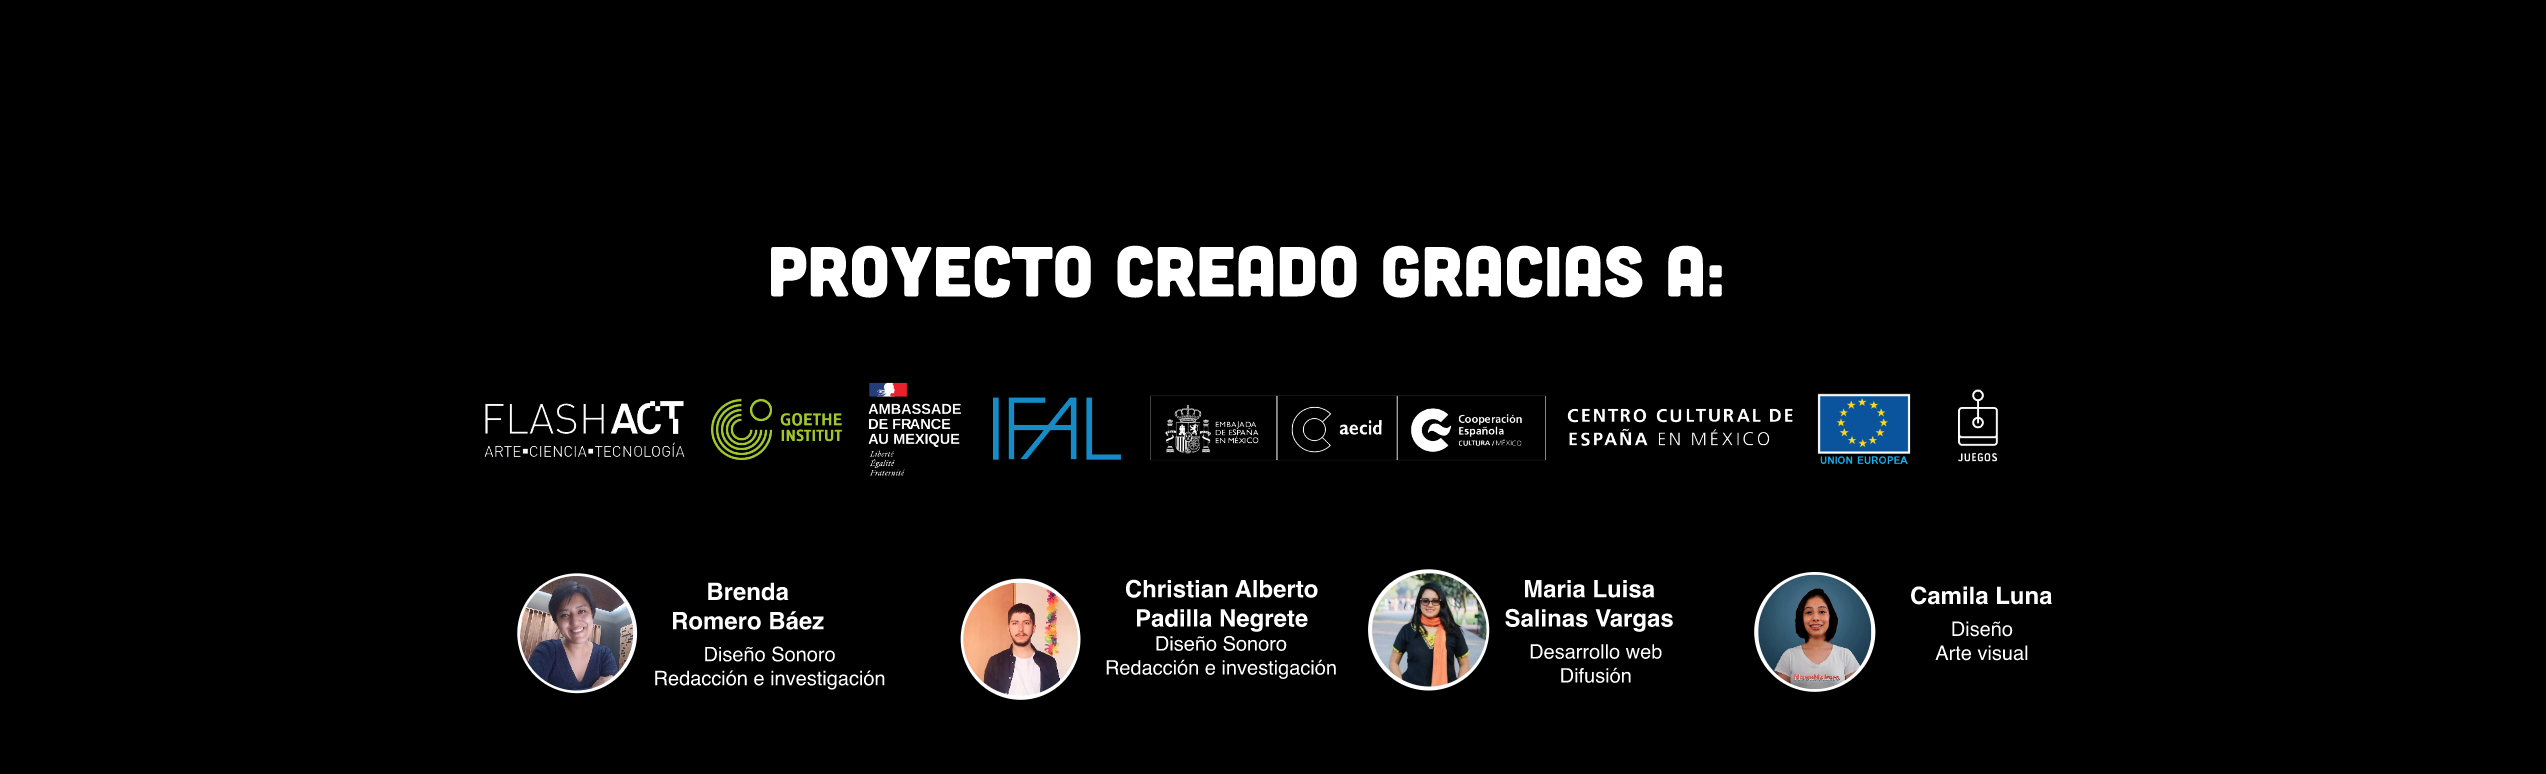 PROYECTO CREADO GRACIAS A:
FLASHACT
ARTE▪CIENCIA▪TECNOLOGÍA
GOETHE
INSTITUT
AMBASSADE
DE FRANCE
AU MEXIQUE
Liberté
Égalité
Fraternité
IFAL
EMBAJADA
DE ESPAÑA
EN MÉXICO
aecid
Cooperación
Española
CULTURA / MÉXICO
CENTRO CULTURAL DE
ESPAÑA EN MÉXICO
UNION EUROPEA
JUEGOS
Brenda
Romero Báez
Diseño Sonoro
Redacción e investigación
Christian Alberto
Padilla Negrete
Diseño Sonoro
Redacción e investigación
Maria Luisa
Salinas Vargas
Desarrollo web
Difusión
Camila Luna
Diseño
Arte visual